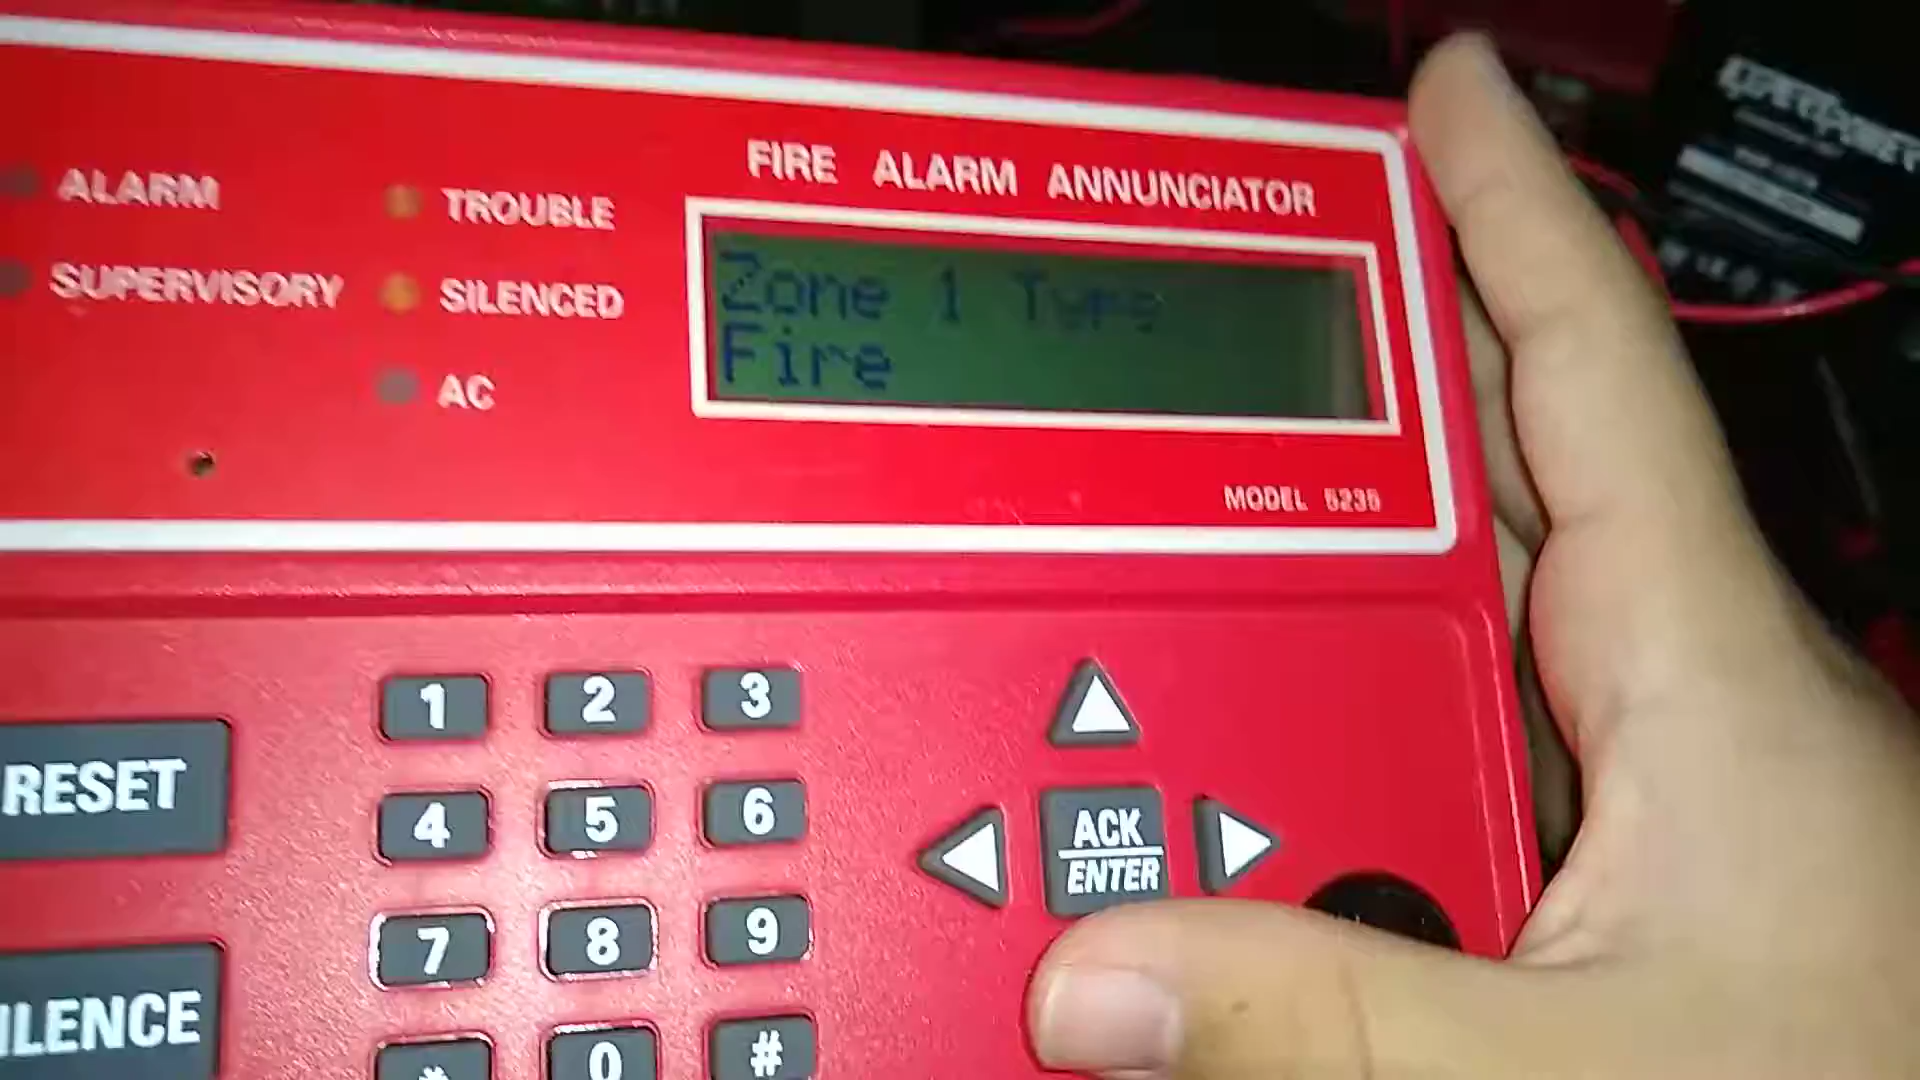 FIRE ALARM ANNUNCIATOR
ALARM
TROUBLE
SUPERVISORY
SILENCED
AC
Zone 1 Type
Fire
MODEL 5235
1 2 3
RESET
4 5 6
ACK
ENTER
7 8 9
ILENCE
* 0 #